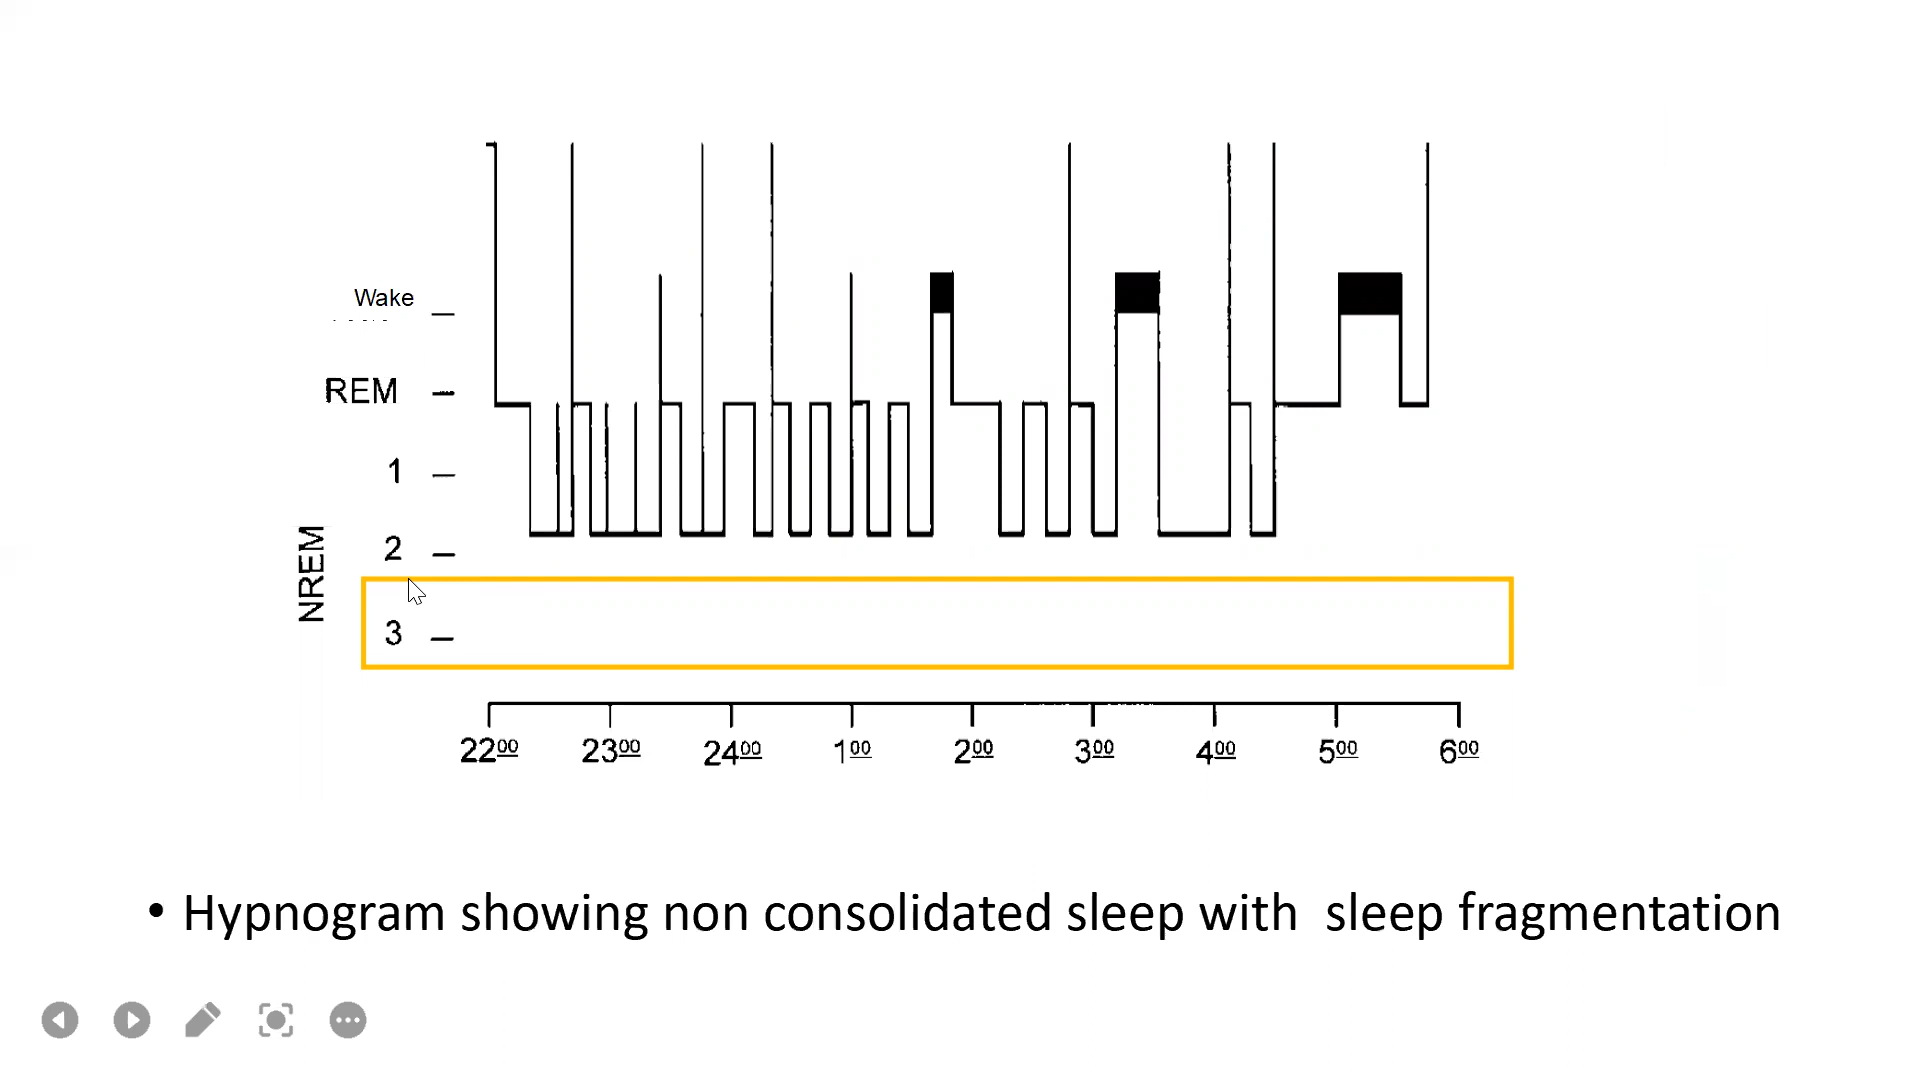 Wake
REM
1
2
NREM
3
2200 2300 2400 100 200 300 400 500 600
• Hypnogram showing non consolidated sleep with  sleep fragmentation